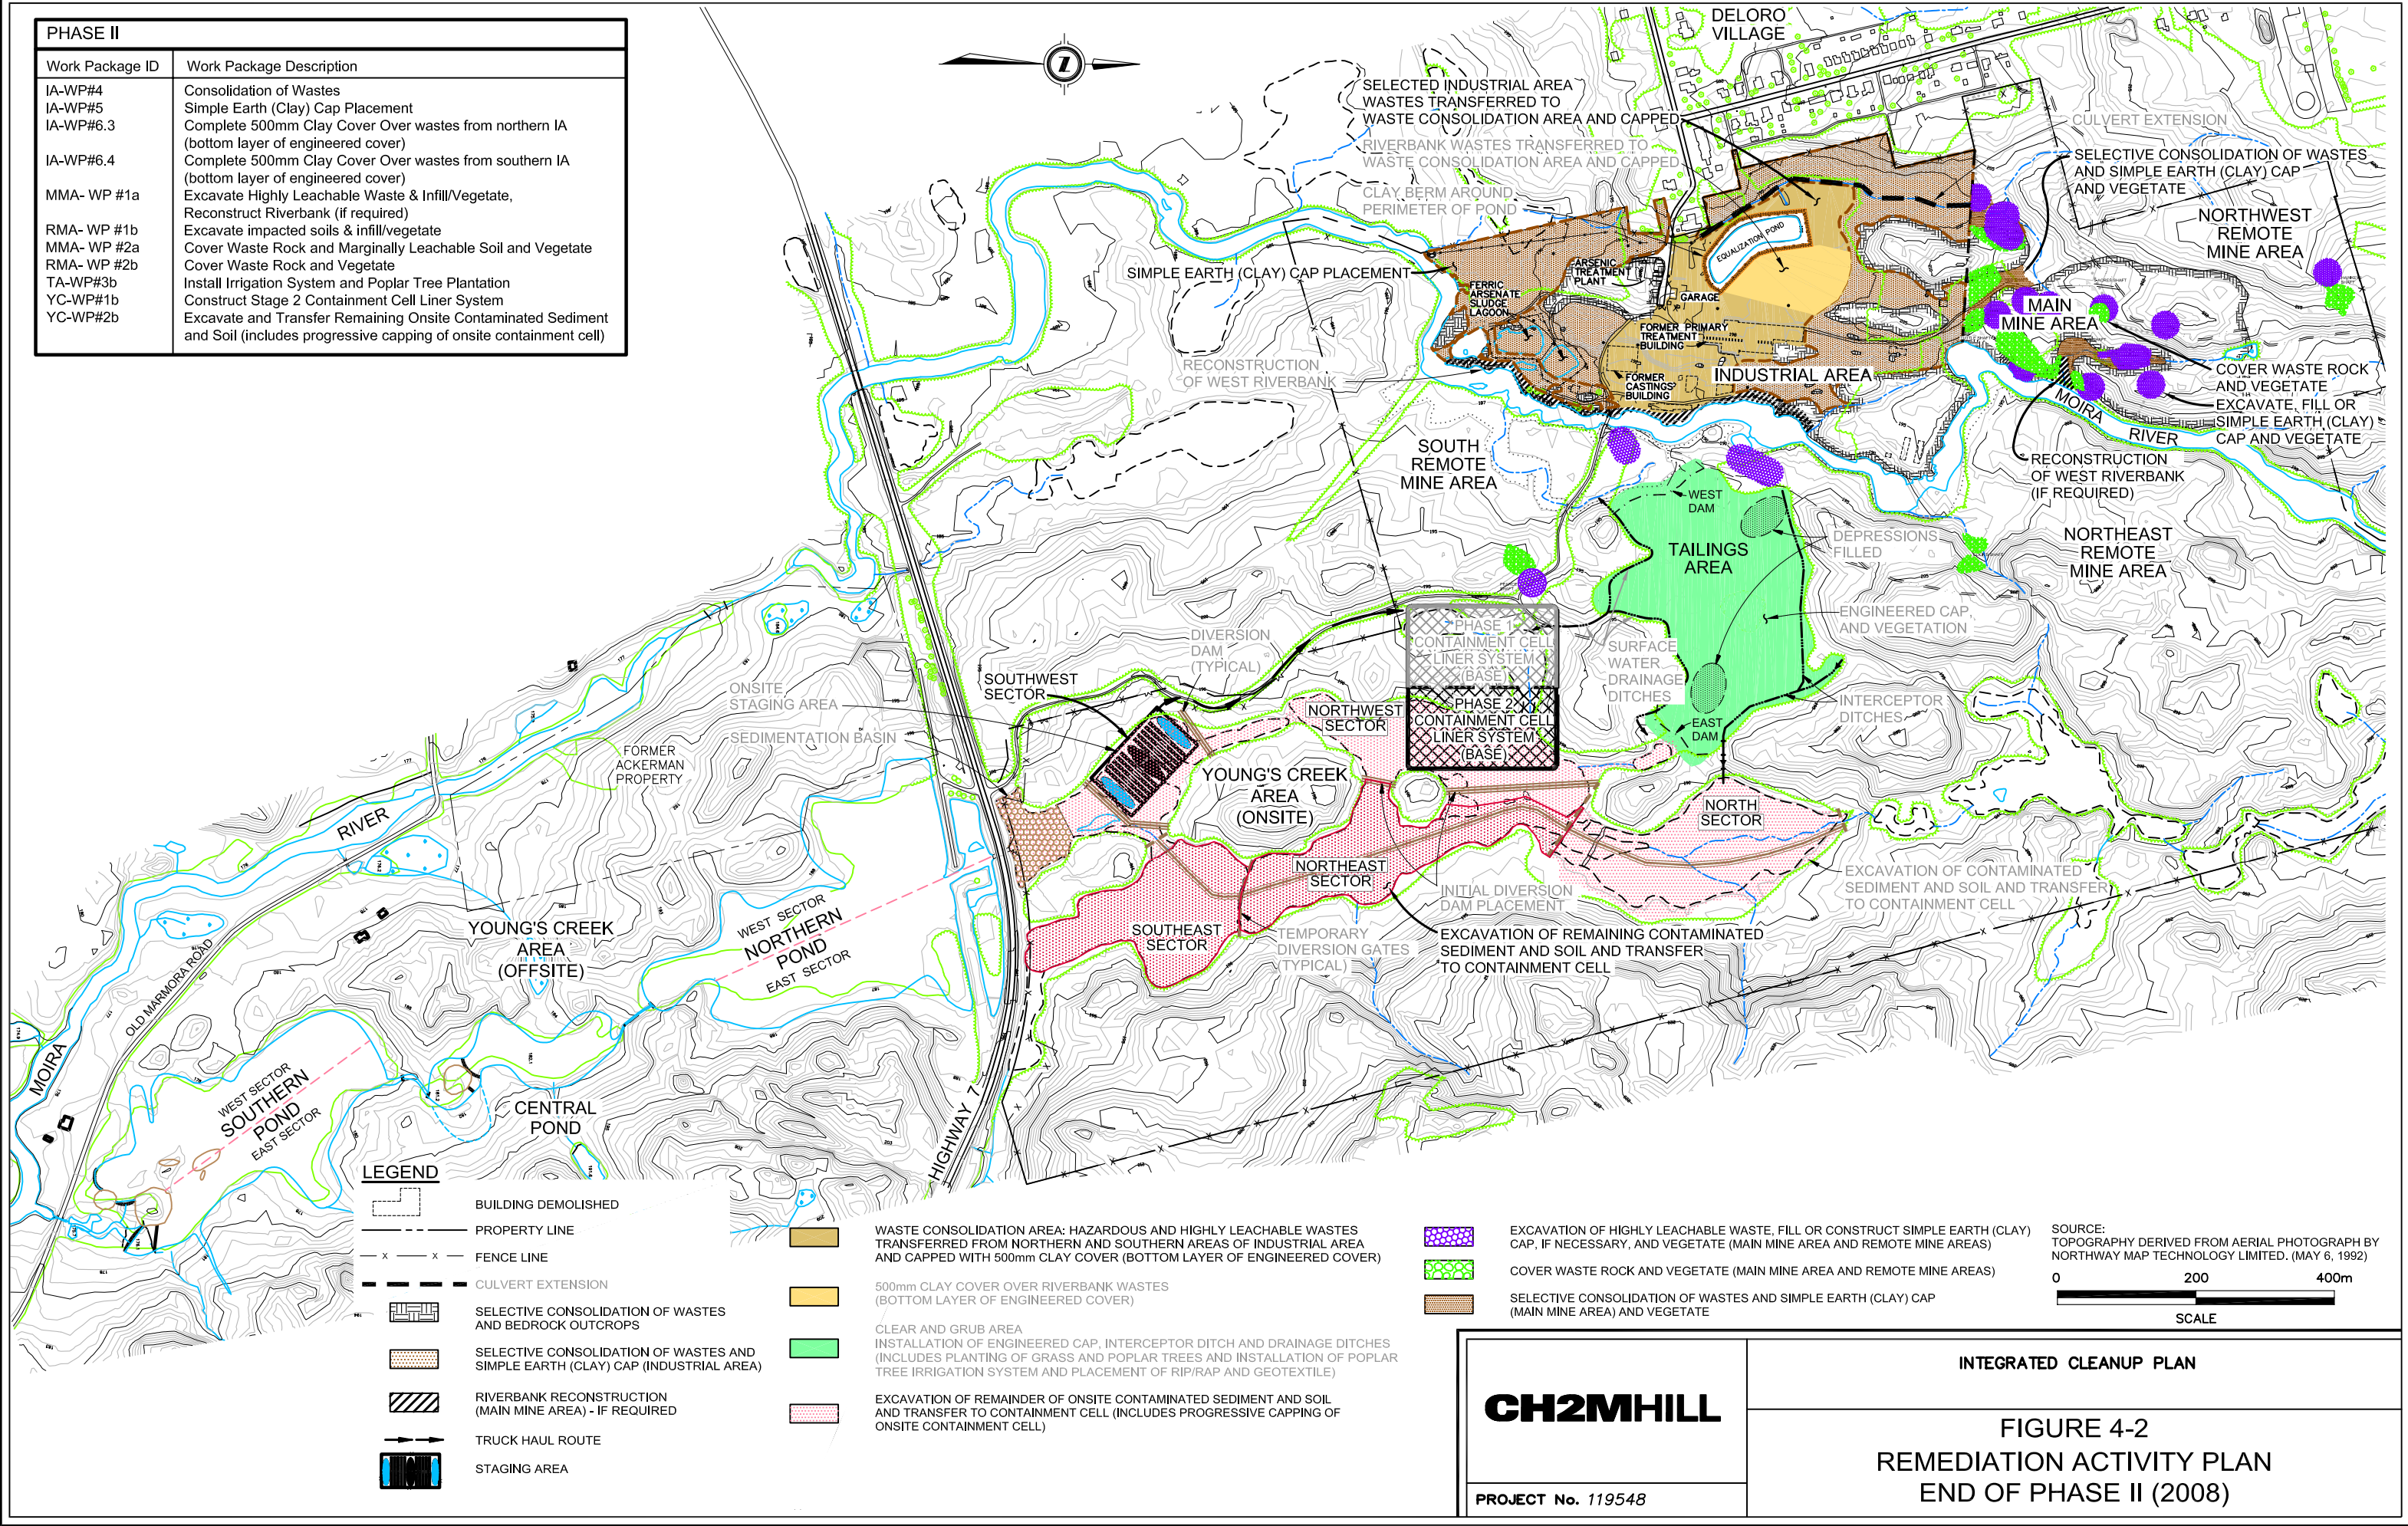 PHASE II
Work Package ID Work Package Description
IA-WP#4 Consolidation of Wastes
IA-WP#5 Simple Earth (Clay) Cap Placement
IA-WP#6.3 Complete 500mm Clay Cover Over wastes from northern IA
(bottom layer of engineered cover)
IA-WP#6.4 Complete 500mm Clay Cover Over wastes from southern IA
(bottom layer of engineered cover)
MMA- WP #1a Excavate Highly Leachable Waste & Infill/Vegetate,
Reconstruct Riverbank (if required)
RMA- WP #1b Excavate impacted soils & infill/vegetate
MMA- WP #2a Cover Waste Rock and Marginally Leachable Soil and Vegetate
RMA- WP #2b Cover Waste Rock and Vegetate
TA-WP#3b Install Irrigation System and Poplar Tree Plantation
YC-WP#1b Construct Stage 2 Containment Cell Liner System
YC-WP#2b Excavate and Transfer Remaining Onsite Contaminated Sediment
and Soil (includes progressive capping of onsite containment cell)
Z
DELORO
VILLAGE
SELECTED INDUSTRIAL AREA
WASTES TRANSFERRED TO
WASTE CONSOLIDATION AREA AND CAPPED
RIVERBANK WASTES TRANSFERRED TO
WASTE CONSOLIDATION AREA AND CAPPED
CLAY BERM AROUND
PERIMETER OF POND
CULVERT EXTENSION
SELECTIVE CONSOLIDATION OF WASTES
AND SIMPLE EARTH (CLAY) CAP
AND VEGETATE
NORTHWEST
REMOTE
MINE AREA
SIMPLE EARTH (CLAY) CAP PLACEMENT
EQUALIZATION POND
ARSENIC
TREATMENT
PLANT
FERRIC
ARSENATE
SLUDGE
LAGOON
GARAGE
FORMER PRIMARY
TREATMENT
BUILDING
FORMER
CASTINGS
BUILDING
INDUSTRIAL AREA
MAIN
MINE AREA
RECONSTRUCTION
OF WEST RIVERBANK
COVER WASTE ROCK
AND VEGETATE
EXCAVATE, FILL OR
SIMPLE EARTH (CLAY)
CAP AND VEGETATE
MOIRA
RIVER
RECONSTRUCTION
OF WEST RIVERBANK
(IF REQUIRED)
SOUTH
REMOTE
MINE AREA
WEST
DAM
TAILINGS
AREA
DEPRESSIONS
FILLED
NORTHEAST
REMOTE
MINE AREA
ENGINEERED CAP,
AND VEGETATION
PHASE 1
CONTAINMENT CELL
LINER SYSTEM
(BASE)
SURFACE
WATER
DRAINAGE
DITCHES
DIVERSION
DAM
(TYPICAL)
SOUTHWEST
SECTOR
ONSITE
STAGING AREA
SEDIMENTATION BASIN
NORTHWEST
SECTOR
PHASE 2
CONTAINMENT CELL
LINER SYSTEM
(BASE)
EAST
DAM
INTERCEPTOR
DITCHES
FORMER
ACKERMAN
PROPERTY
YOUNG'S CREEK
AREA
(ONSITE)
NORTH
SECTOR
RIVER
NORTHEAST
SECTOR
INITIAL DIVERSION
DAM PLACEMENT
EXCAVATION OF CONTAMINATED
SEDIMENT AND SOIL AND TRANSFER
TO CONTAINMENT CELL
YOUNG'S CREEK
AREA
(OFFSITE)
WEST SECTOR
NORTHERN
POND
EAST SECTOR
SOUTHEAST
SECTOR
TEMPORARY
DIVERSION GATES
(TYPICAL)
EXCAVATION OF REMAINING CONTAMINATED
SEDIMENT AND SOIL AND TRANSFER
TO CONTAINMENT CELL
OLD MARMORA ROAD
MOIRA
WEST SECTOR
SOUTHERN
POND
EAST SECTOR
CENTRAL
POND
HIGHWAY 7
LEGEND
BUILDING DEMOLISHED
PROPERTY LINE
FENCE LINE
CULVERT EXTENSION
SELECTIVE CONSOLIDATION OF WASTES
AND BEDROCK OUTCROPS
SELECTIVE CONSOLIDATION OF WASTES AND
SIMPLE EARTH (CLAY) CAP (INDUSTRIAL AREA)
RIVERBANK RECONSTRUCTION
(MAIN MINE AREA) - IF REQUIRED
TRUCK HAUL ROUTE
STAGING AREA
WASTE CONSOLIDATION AREA: HAZARDOUS AND HIGHLY LEACHABLE WASTES
TRANSFERRED FROM NORTHERN AND SOUTHERN AREAS OF INDUSTRIAL AREA
AND CAPPED WITH 500mm CLAY COVER (BOTTOM LAYER OF ENGINEERED COVER)
500mm CLAY COVER OVER RIVERBANK WASTES
(BOTTOM LAYER OF ENGINEERED COVER)
CLEAR AND GRUB AREA
INSTALLATION OF ENGINEERED CAP, INTERCEPTOR DITCH AND DRAINAGE DITCHES
(INCLUDES PLANTING OF GRASS AND POPLAR TREES AND INSTALLATION OF POPLAR
TREE IRRIGATION SYSTEM AND PLACEMENT OF RIP/RAP AND GEOTEXTILE)
EXCAVATION OF REMAINDER OF ONSITE CONTAMINATED SEDIMENT AND SOIL
AND TRANSFER TO CONTAINMENT CELL (INCLUDES PROGRESSIVE CAPPING OF
ONSITE CONTAINMENT CELL)
EXCAVATION OF HIGHLY LEACHABLE WASTE, FILL OR CONSTRUCT SIMPLE EARTH (CLAY)
CAP, IF NECESSARY, AND VEGETATE (MAIN MINE AREA AND REMOTE MINE AREAS)
COVER WASTE ROCK AND VEGETATE (MAIN MINE AREA AND REMOTE MINE AREAS)
SELECTIVE CONSOLIDATION OF WASTES AND SIMPLE EARTH (CLAY) CAP
(MAIN MINE AREA) AND VEGETATE
SOURCE:
TOPOGRAPHY DERIVED FROM AERIAL PHOTOGRAPH BY
NORTHWAY MAP TECHNOLOGY LIMITED. (MAY 6, 1992)
0 200 400m
SCALE
CH2MHILL
PROJECT No. 119548
INTEGRATED CLEANUP PLAN
FIGURE 4-2
REMEDIATION ACTIVITY PLAN
END OF PHASE II (2008)